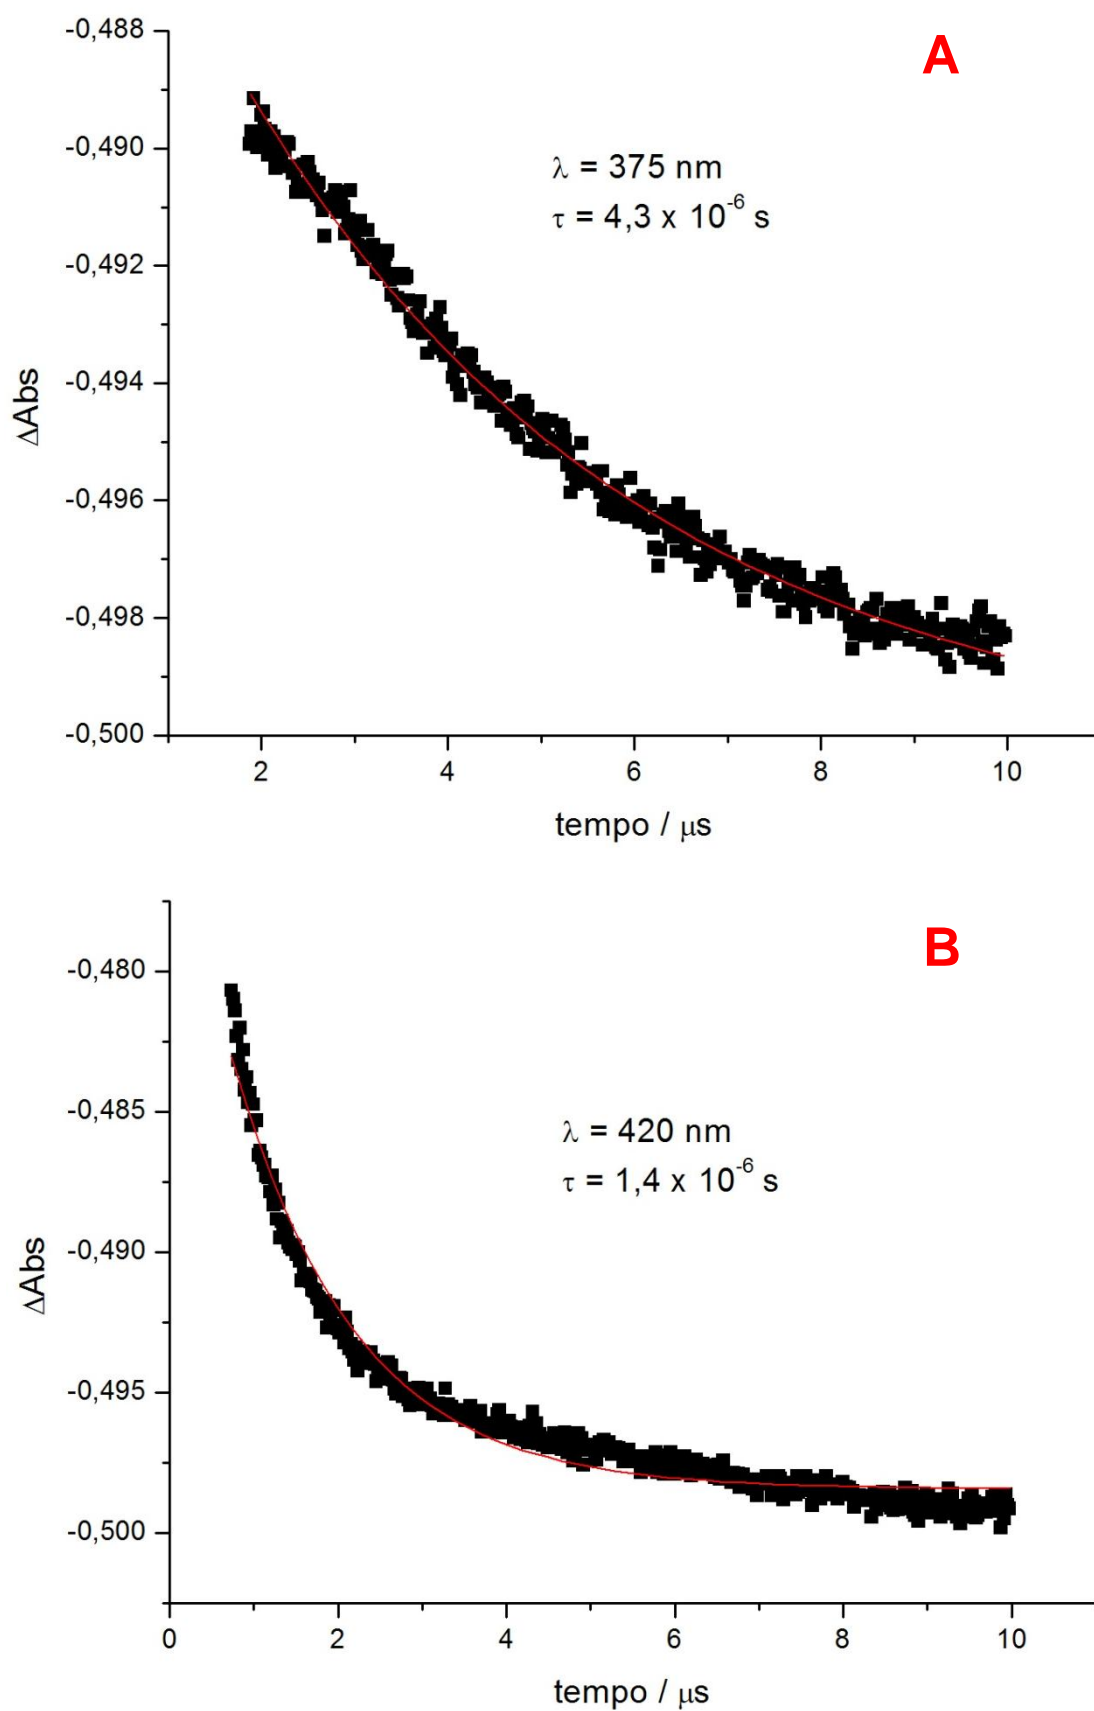 A
-0,488
-0,490
-0,492
-0,494
-0,496
-0,498
-0,500
ΔAbs
λ = 375 nm
τ = 4,3 x 10⁻⁶ s
2 4 6 8 10
tempo / μs
B
-0,480
-0,485
-0,490
-0,495
-0,500
ΔAbs
λ = 420 nm
τ = 1,4 x 10⁻⁶ s
0 2 4 6 8 10
tempo / μs